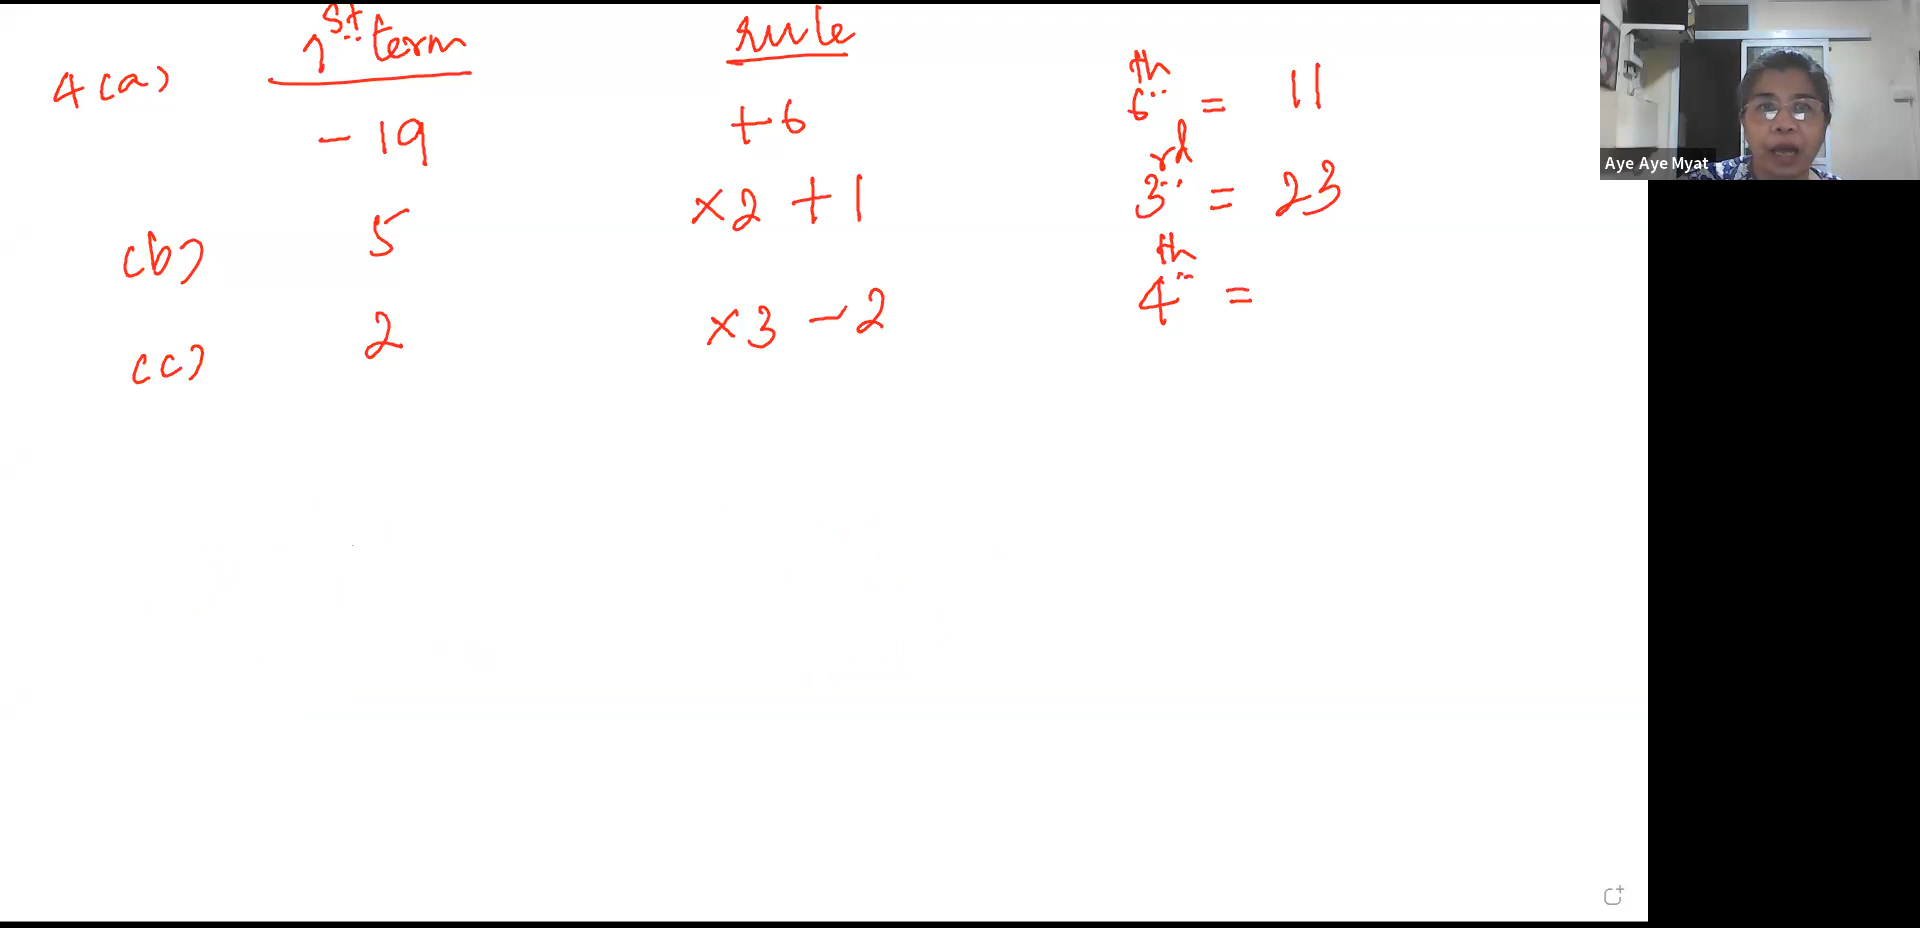 1st term rule
4(a) -19 +6 6th = 11
(b) 5 ×2 +1 3rd = 23
(c) 2 ×3 -2 4th =
Aye Aye Myat